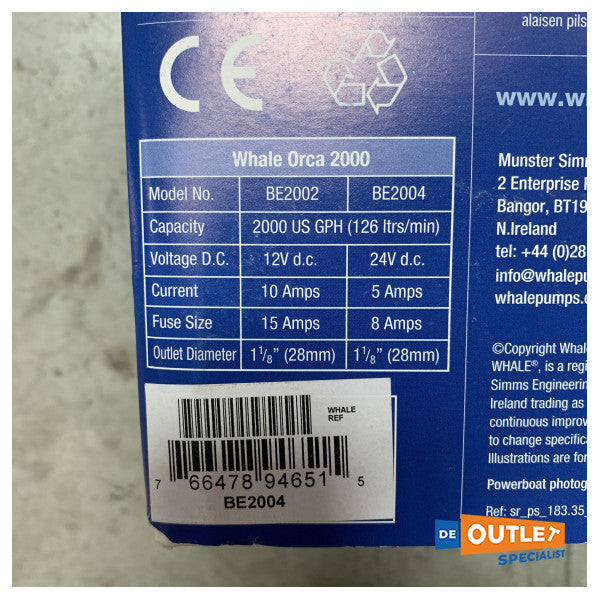 alaisen pils
CE
www.w
Whale Orca 2000
Model No. BE2002 BE2004
Capacity 2000 US GPH (126 ltrs/min)
Voltage D.C. 12V d.c. 24V d.c.
Current 10 Amps 5 Amps
Fuse Size 15 Amps 8 Amps
Outlet Diameter 1 1/8" (28mm) 1 1/8" (28mm)
Munster Simm
2 Enterprise
Bangor, BT19
N.Ireland
tel: +44 (0)28
info@whalepu
whalepumps.c
©Copyright Whal
WHALE®, is a regi
Simms Engineerin
Ireland trading as
continuous improv
to change specific
Illustrations are for
Powerboat photog
Ref: sr_ps_183.35_
WHALE
REF
7 66478 94651 5
BE2004
DE OUTLET
SPECIALIST